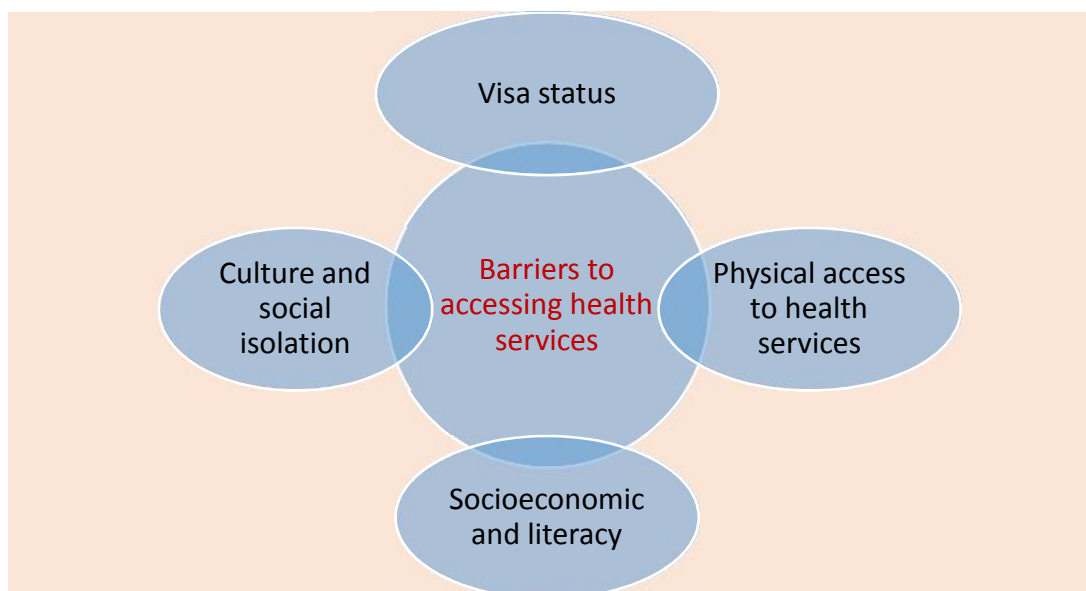 Visa status
Culture and
social
isolation
Barriers to
accessing health
services
Physical access
to health
services
Socioeconomic
and literacy